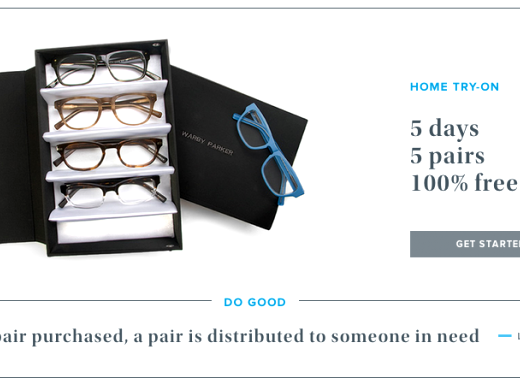 HOME TRY-ON
WARBY PARKER
5 days
5 pairs
100% free
GET STARTE
DO GOOD
pair purchased, a pair is distributed to someone in need